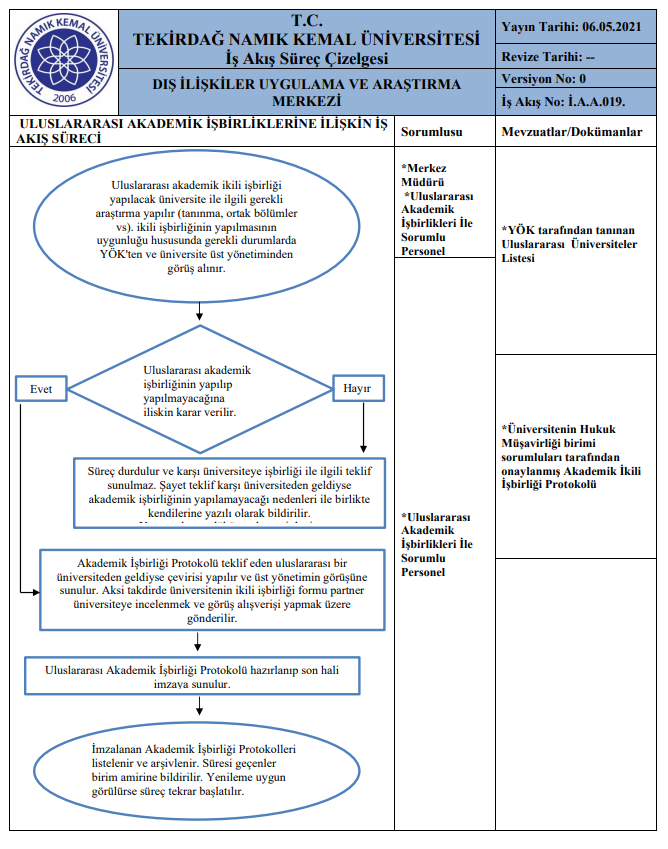 TEKİRDAĞ NAMIK KEMAL ÜNİVERSİTESİ
2006
T.C.
TEKİRDAĞ NAMIK KEMAL ÜNİVERSİTESİ
İş Akış Süreç Çizelgesi
DIŞ İLİŞKİLER UYGULAMA VE ARAŞTIRMA
MERKEZİ
Yayın Tarihi: 06.05.2021
Revize Tarihi: --
Versiyon No: 0
İş Akış No: İ.A.A.019.
ULUSLARARASI AKADEMİK İŞBİRLİKLERİNE İLİŞKİN İŞ
AKIŞ SÜRECİ
Sorumlusu
Mevzuatlar/Dokümanlar
Uluslararası akademik ikili işbirliği
yapılacak üniversite ile ilgili gerekli
araştırma yapılır (tanınma, ortak bölümler
vs). ikili işbirliğinin yapılmasının
uygunluğu hususunda gerekli durumlarda
YÖK'ten ve üniversite üst yönetiminden
görüş alınır.
*Merkez
Müdürü
*Uluslararası
Akademik
İşbirlikleri İle
Sorumlu
Personel
*YÖK tarafından tanınan
Uluslararası Üniversiteler
Listesi
Uluslararası akademik
işbirliğinin yapılıp
yapılmayacağına
iliskin karar verilir.
Evet
Hayır
Süreç durdulur ve karşı üniversiteye işbirliği ile ilgili teklif
sunulmaz. Şayet teklif karşı üniversiteden geldiyse
akademik işbirliğinin yapılamayacağı nedenleri ile birlikte
kendilerine yazılı olarak bildirilir.
*Üniversitenin Hukuk
Müşavirliği birimi
sorumluları tarafından
onaylanmış Akademik İkili
İşbirliği Protokolü
*Uluslararası
Akademik
İşbirlikleri İle
Sorumlu
Personel
Akademik İşbirliği Protokolü teklif eden uluslararası bir
üniversiteden geldiyse çevirisi yapılır ve üst yönetimin görüşüne
sunulur. Aksi takdirde üniversitenin ikili işbirliği formu partner
üniversiteye incelenmek ve görüş alışverişi yapmak üzere
gönderilir.
Uluslararası Akademik İşbirliği Protokolü hazırlanıp son hali
imzaya sunulur.
İmzalanan Akademik İşbirliği Protokolleri
listelenir ve arşivlenir. Süresi geçenler
birim amirine bildirilir. Yenileme uygun
görülürse süreç tekrar başlatılır.